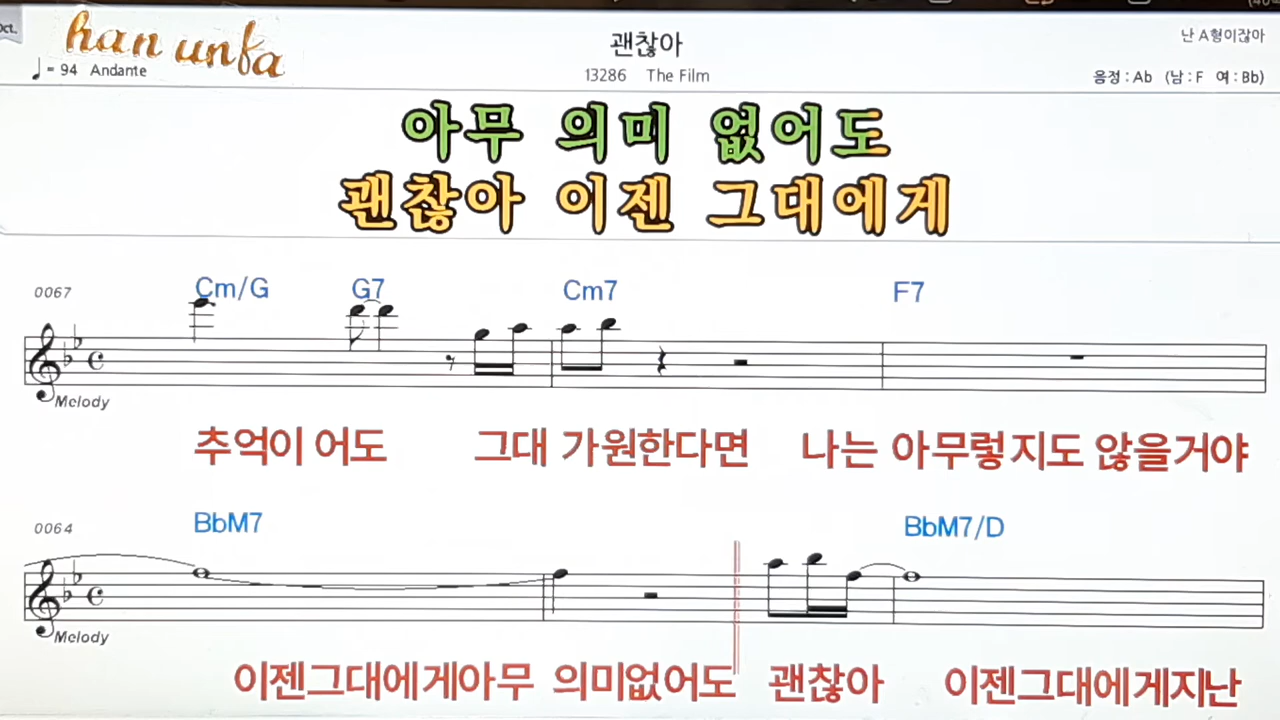 Oct.
han unfa
괜찮아
난 A형이잖아
♩ = 94 Andante
13286 The Film
음정 : Ab (남 : F 여 : Bb)
아무 의미 없어도
괜찮아 이젠 그대에게
0067
Cm/G G7 Cm7 F7
Melody
추억이 어도 그대 가원한다면 나는 아무렇지도 않을거야
0064
BbM7 BbM7/D
Melody
이젠그대에게아무 의미없어도 괜찮아 이젠그대에게지난